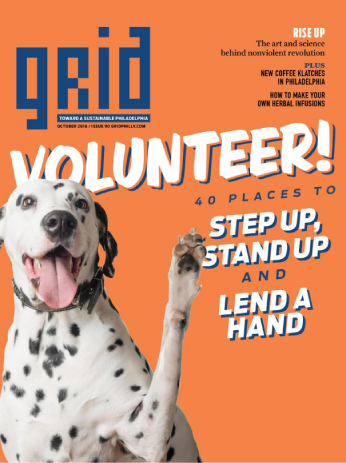 grid
TOWARD A SUSTAINABLE PHILADELPHIA
OCTOBER 2016 / ISSUE 90 GRIDPHILLY.COM
RISE UP
The art and science
behind nonviolent revolution
PLUS
NEW COFFEE KLATCHES
IN PHILADELPHIA
HOW TO MAKE YOUR
OWN HERBAL INFUSIONS
VOLUNTEER!
40 PLACES TO
STEP UP,
STAND UP
AND
LEND A
HAND